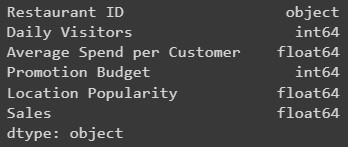 Restaurant ID object
Daily Visitors int64
Average Spend per Customer float64
Promotion Budget int64
Location Popularity float64
Sales float64
dtype: object